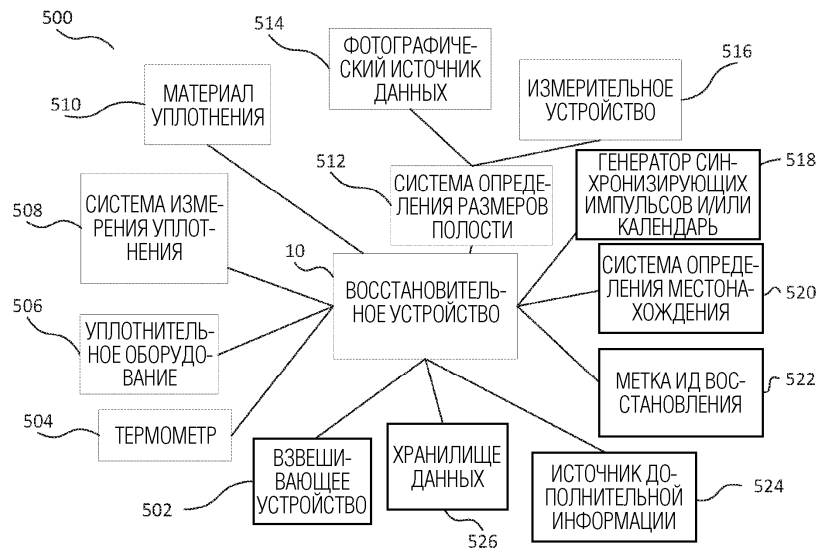 500
514
ФОТОГРАФИЧЕ-
СКИЙ ИСТОЧНИК
ДАННЫХ
516
ИЗМЕРИТЕЛЬНОЕ
УСТРОЙСТВО
510
МАТЕРИАЛ
УПЛОТНЕНИЯ
512
СИСТЕМА ОПРЕДЕ-
ЛЕНИЯ РАЗМЕРОВ
ПОЛОСТИ
518
ГЕНЕРАТОР СИН-
ХРОНИЗИРУЮЩИХ
ИМПУЛЬСОВ И/ИЛИ
КАЛЕНДАРЬ
508
СИСТЕМА ИЗМЕ-
РЕНИЯ УПЛОТ-
НЕНИЯ
10
ВОССТАНОВИТЕЛЬ-
НОЕ УСТРОЙСТВО
СИСТЕМА ОПРЕДЕ-
ЛЕНИЯ МЕСТОНА-
ХОЖДЕНИЯ
520
506
УПЛОТНИТЕЛЬ-
НОЕ ОБОРУДО-
ВАНИЕ
МЕТКА ИД ВОС-
СТАНОВЛЕНИЯ
522
504
ТЕРМОМЕТР
502
ВЗВЕШИ-
ВАЮЩЕЕ
УСТРОЙСТВО
ХРАНИЛИЩЕ
ДАННЫХ
526
ИСТОЧНИК ДО-
ПОЛНИТЕЛЬНОЙ
ИНФОРМАЦИИ
524